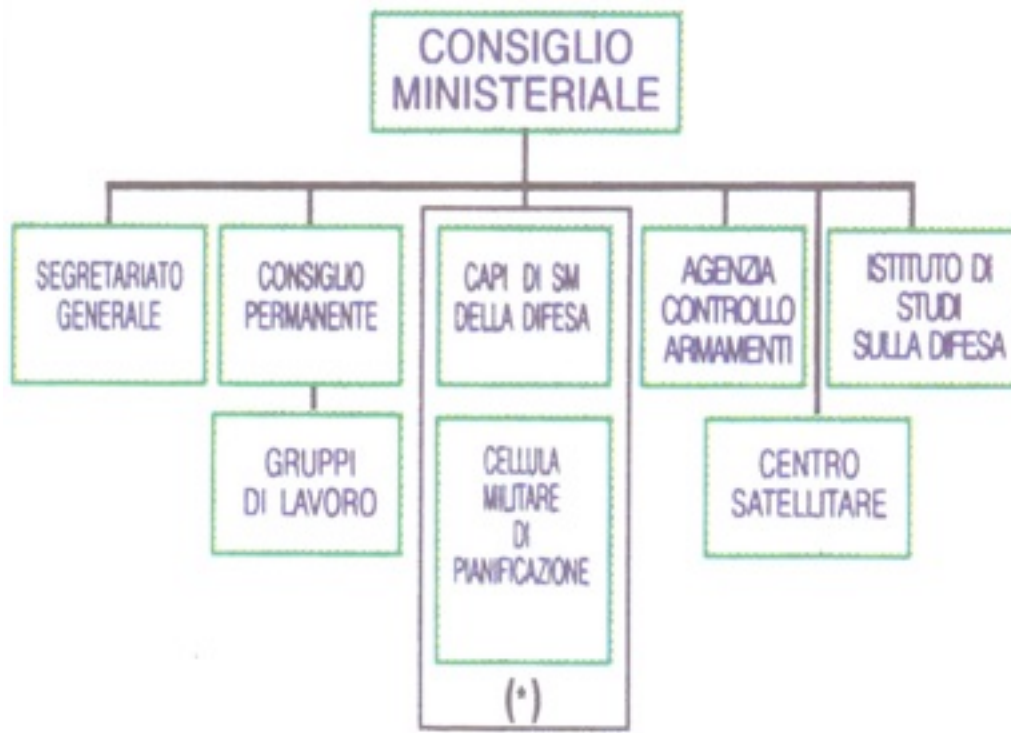 CONSIGLIO
MINISTERIALE
SEGRETARIATO
GENERALE
CONSIGLIO
PERMANENTE
CAPI DI SM
DELLA DIFESA
AGENZIA
CONTROLLO
ARMAMENTI
ISTITUTO DI
STUDI
SULLA DIFESA
GRUPPI
DI LAVORO
CELLULA
MILITARE
DI
PIANIFICAZIONE
CENTRO
SATELLITARE
(*)